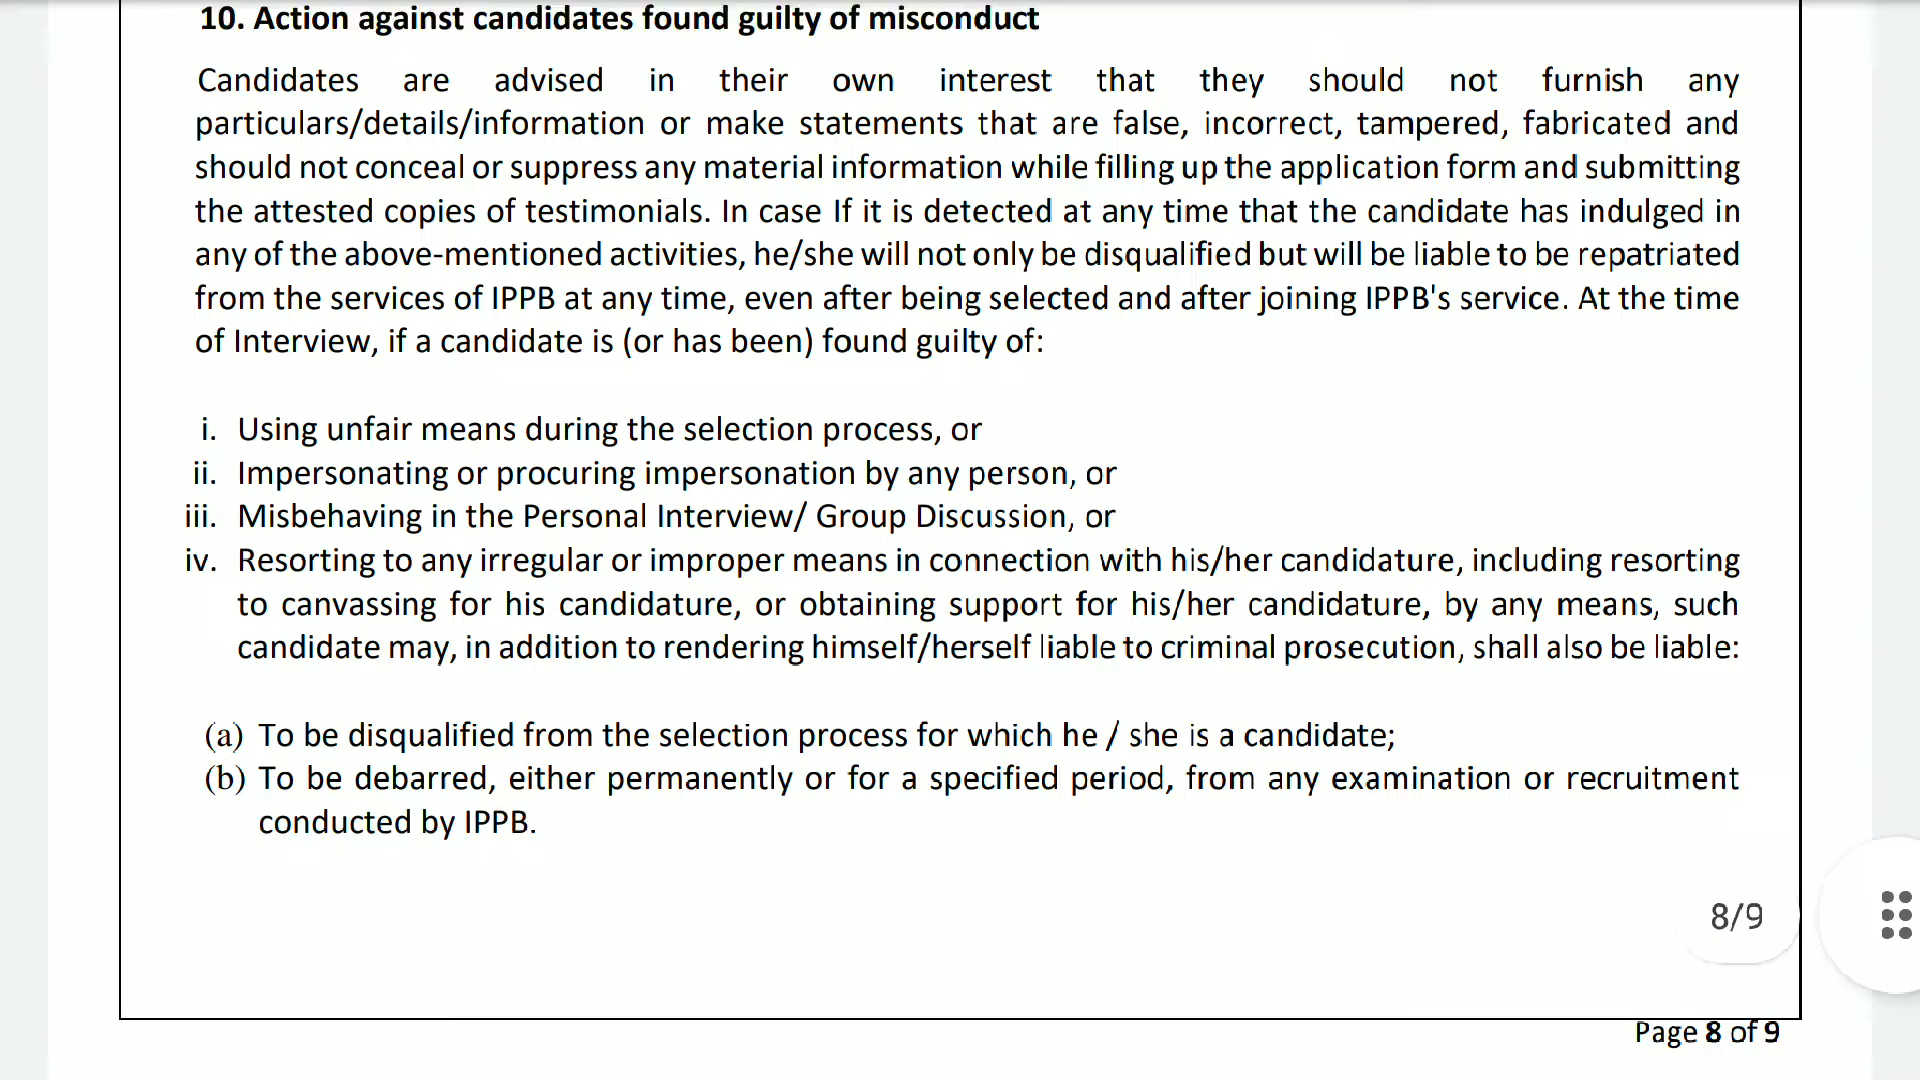 10. Action against candidates found guilty of misconduct
Candidates are advised in their own interest that they should not furnish any
particulars/details/information or make statements that are false, incorrect, tampered, fabricated and
should not conceal or suppress any material information while filling up the application form and submitting
the attested copies of testimonials. In case If it is detected at any time that the candidate has indulged in
any of the above-mentioned activities, he/she will not only be disqualified but will be liable to be repatriated
from the services of IPPB at any time, even after being selected and after joining IPPB's service. At the time
of Interview, if a candidate is (or has been) found guilty of:
i. Using unfair means during the selection process, or
ii. Impersonating or procuring impersonation by any person, or
iii. Misbehaving in the Personal Interview/ Group Discussion, or
iv. Resorting to any irregular or improper means in connection with his/her candidature, including resorting
to canvassing for his candidature, or obtaining support for his/her candidature, by any means, such
candidate may, in addition to rendering himself/herself liable to criminal prosecution, shall also be liable:
(a) To be disqualified from the selection process for which he / she is a candidate;
(b) To be debarred, either permanently or for a specified period, from any examination or recruitment
conducted by IPPB.
8/9
Page 8 of 9